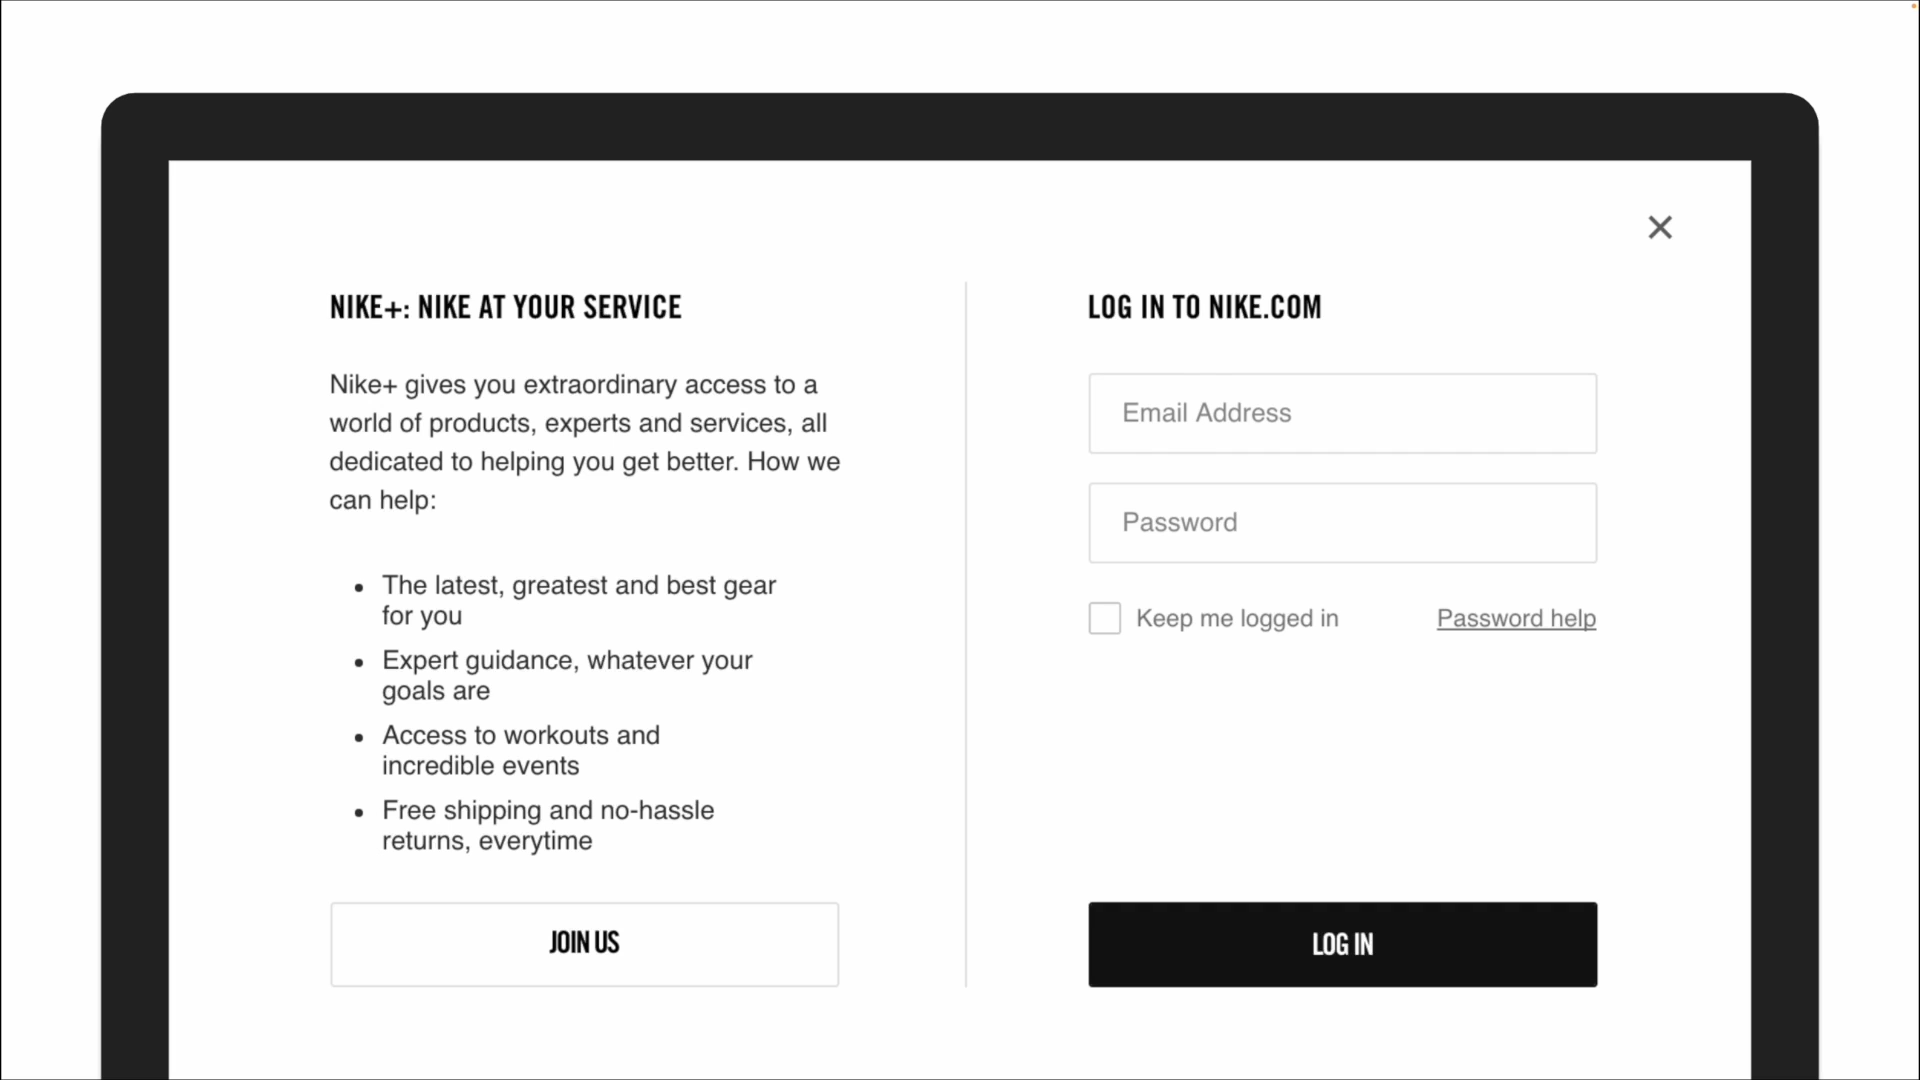 NIKE+: NIKE AT YOUR SERVICE
Nike+ gives you extraordinary access to a
world of products, experts and services, all
dedicated to helping you get better. How we
can help:
• The latest, greatest and best gear
for you
• Expert guidance, whatever your
goals are
• Access to workouts and
incredible events
• Free shipping and no-hassle
returns, everytime
JOIN US
LOG IN TO NIKE.COM
Email Address
Password
Keep me logged in
Password help
LOG IN